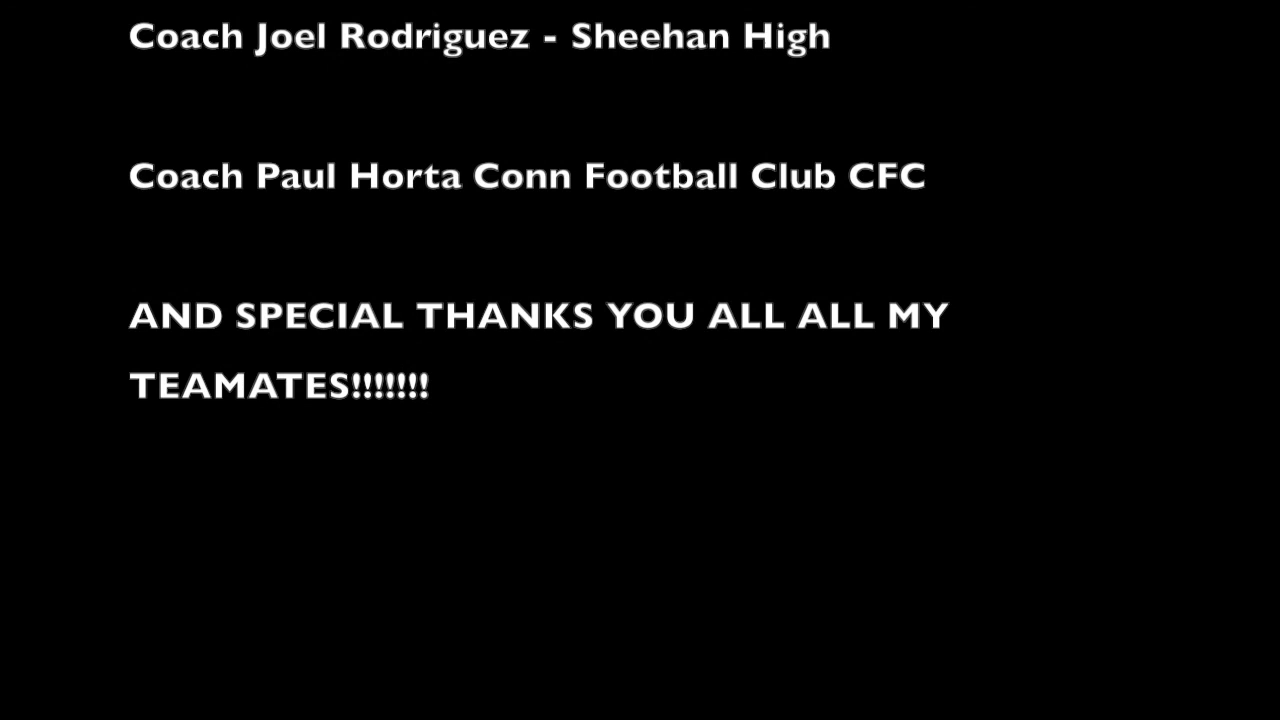 Coach Joel Rodriguez - Sheehan High
Coach Paul Horta Conn Football Club CFC
AND SPECIAL THANKS YOU ALL ALL MY
TEAMATES!!!!!!!